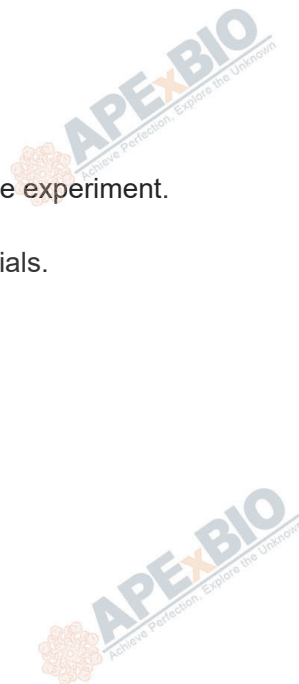 APExBIO
Achieve Perfection, Explore the Unknown
e experiment.
ials.
APExBIO
Achieve Perfection, Explore the Unknown